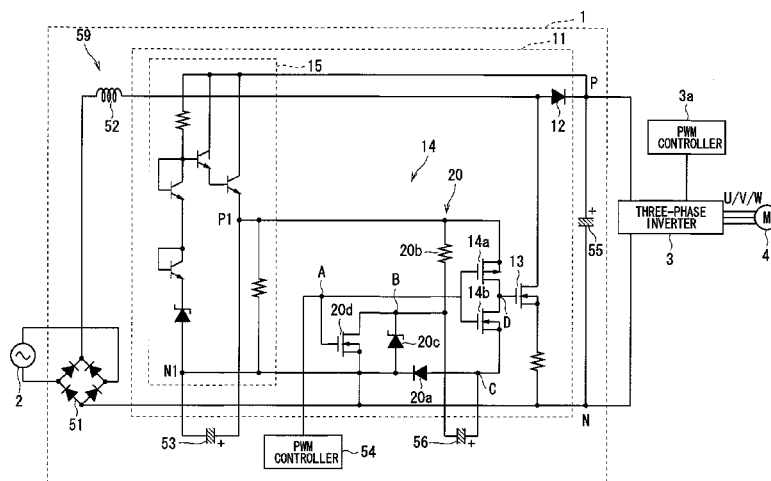 1
11
59
15
P
52
12
3a
PWM
CONTROLLER
14
20
U/V/W
P1
14a
13
THREE-PHASE
INVERTER
M
20b
55
3
4
A
14b
B
D
20d
20c
N1
2
20a
C
51
N
53
+
PWM
CONTROLLER
54
56
+
+